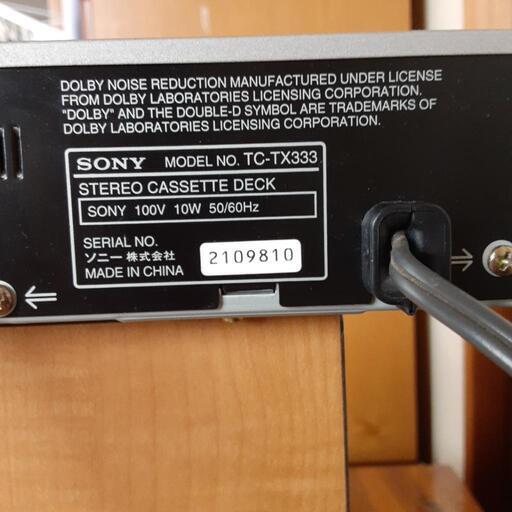 DOLBY NOISE REDUCTION MANUFACTURED UNDER LICENSE
FROM DOLBY LABORATORIES LICENSING CORPORATION.
"DOLBY" AND THE DOUBLE-D SYMBOL ARE TRADEMARKS OF
DOLBY LABORATORIES LICENSING CORPORATION.
SONY MODEL NO. TC-TX333
STEREO CASSETTE DECK
SONY 100V 10W 50/60Hz
SERIAL NO.
ソニー株式会社
MADE IN CHINA
2109810